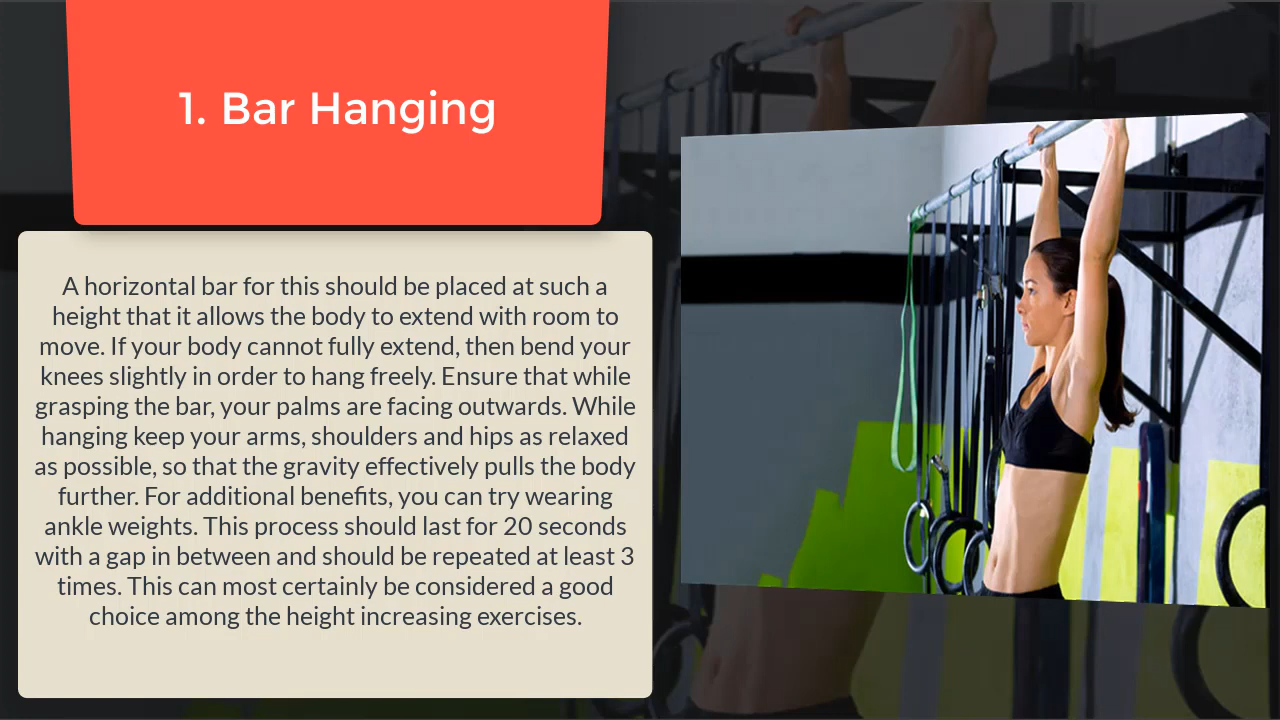 1. Bar Hanging
A horizontal bar for this should be placed at such a
height that it allows the body to extend with room to
move. If your body cannot fully extend, then bend your
knees slightly in order to hang freely. Ensure that while
grasping the bar, your palms are facing outwards. While
hanging keep your arms, shoulders and hips as relaxed
as possible, so that the gravity effectively pulls the body
further. For additional benefits, you can try wearing
ankle weights. This process should last for 20 seconds
with a gap in between and should be repeated at least 3
times. This can most certainly be considered a good
choice among the height increasing exercises.